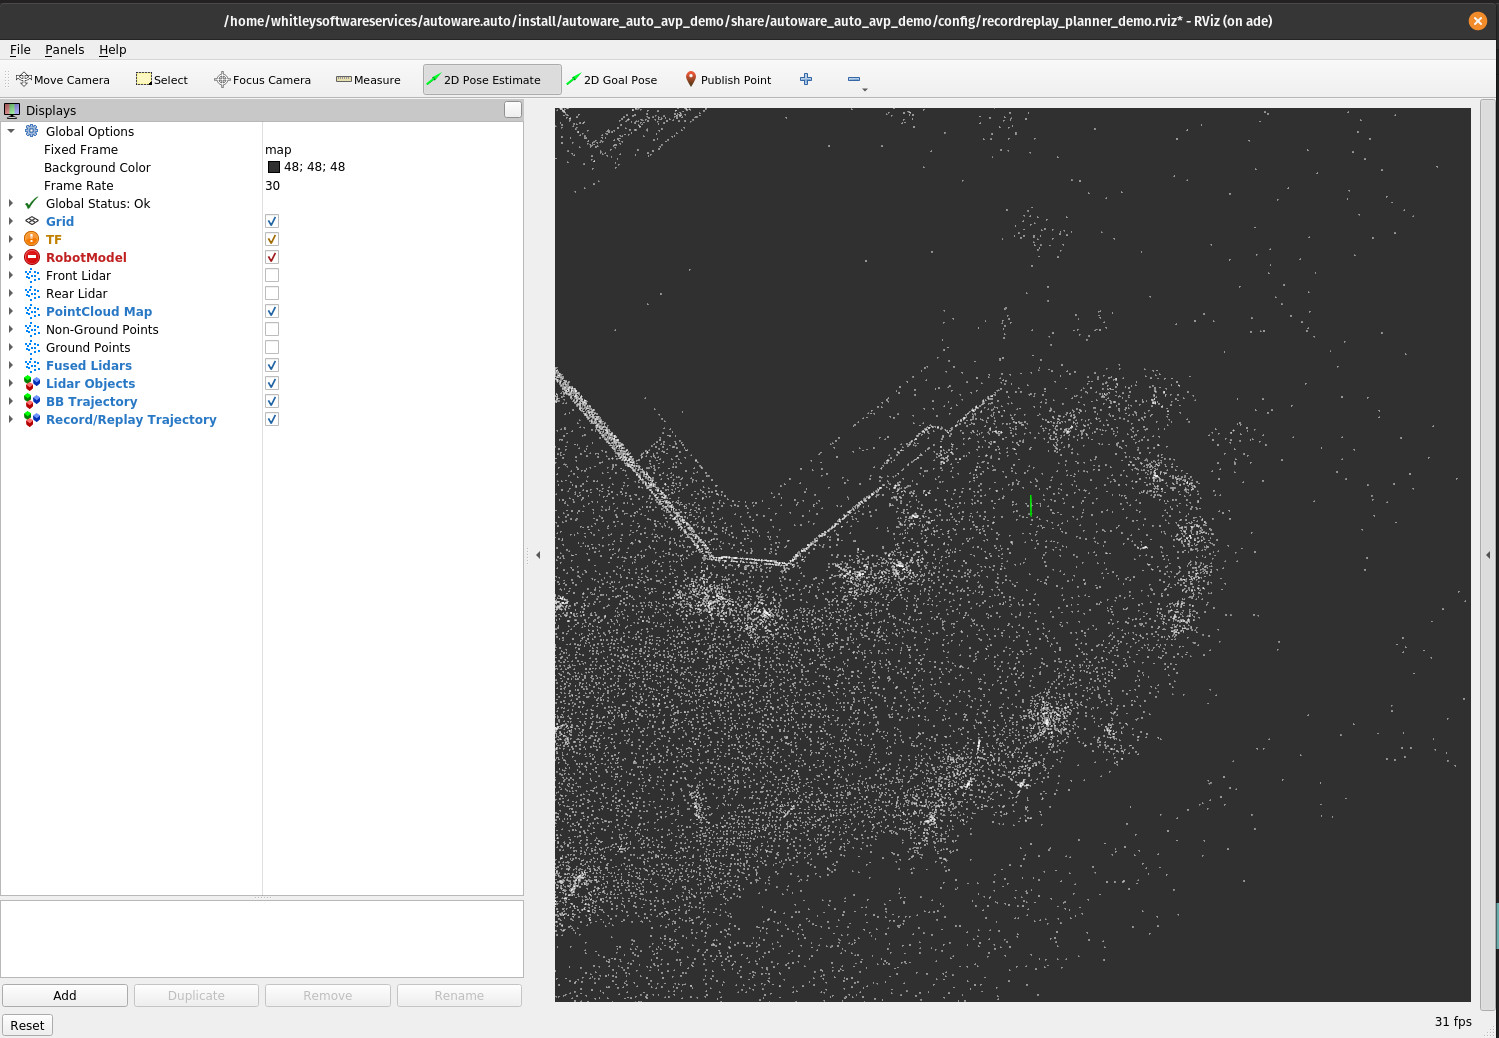 /home/whitleysoftwareservices/autoware.auto/install/autoware_auto_avp_demo/share/autoware_auto_avp_demo/config/recordreplay_planner_demo.rviz* - RViz (on ade)
File Panels Help
Move Camera Select Focus Camera Measure 2D Pose Estimate 2D Goal Pose Publish Point
Displays
Global Options
Fixed Frame map
Background Color 48; 48; 48
Frame Rate 30
Global Status: Ok
Grid
TF
RobotModel
Front Lidar
Rear Lidar
PointCloud Map
Non-Ground Points
Ground Points
Fused Lidars
Lidar Objects
BB Trajectory
Record/Replay Trajectory
Add Duplicate Remove Rename
Reset
31 fps